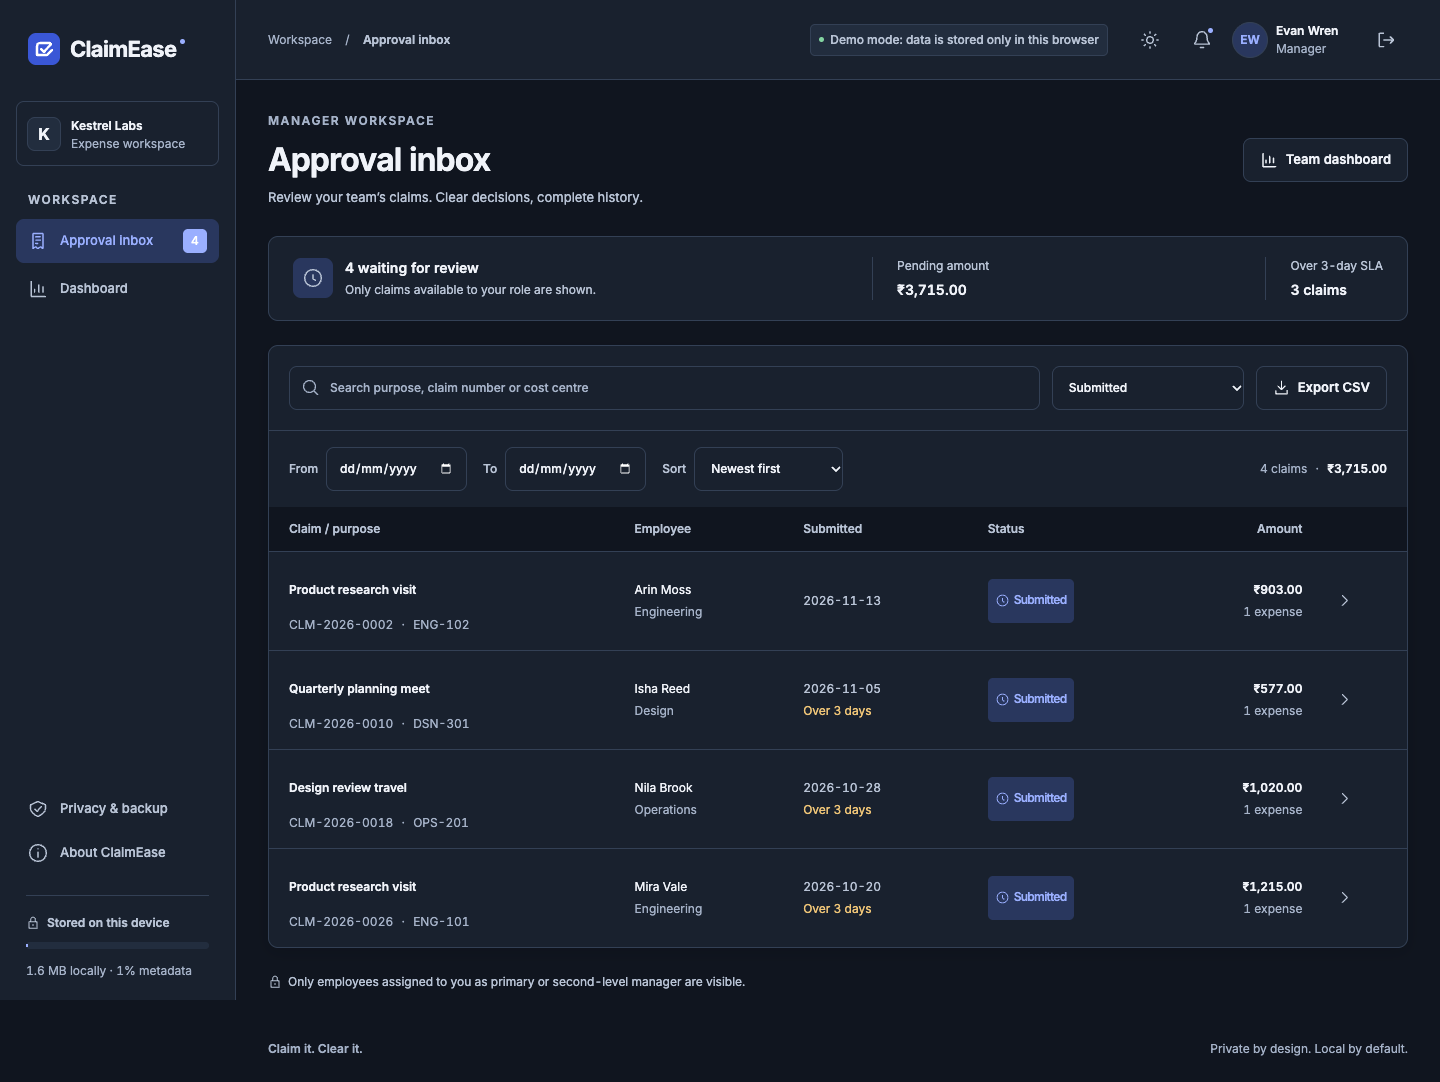 ClaimEase
Kestrel Labs
Expense workspace
K
WORKSPACE
Approval inbox 4
Dashboard
Privacy & backup
About ClaimEase
Stored on this device
1.6 MB locally · 1% metadata
Workspace / Approval inbox
Demo mode: data is stored only in this browser
EW
Evan Wren
Manager
MANAGER WORKSPACE
Approval inbox
Review your team’s claims. Clear decisions, complete history.
Team dashboard
4 waiting for review
Only claims available to your role are shown.
Pending amount
₹3,715.00
Over 3-day SLA
3 claims
Search purpose, claim number or cost centre
Submitted
Export CSV
From dd/mm/yyyy To dd/mm/yyyy Sort Newest first
4 claims · ₹3,715.00
Claim / purpose Employee Submitted Status Amount
Product research visit
CLM-2026-0002 · ENG-102
Arin Moss
Engineering
2026-11-13
Submitted
₹903.00
1 expense
Quarterly planning meet
CLM-2026-0010 · DSN-301
Isha Reed
Design
2026-11-05
Over 3 days
Submitted
₹577.00
1 expense
Design review travel
CLM-2026-0018 · OPS-201
Nila Brook
Operations
2026-10-28
Over 3 days
Submitted
₹1,020.00
1 expense
Product research visit
CLM-2026-0026 · ENG-101
Mira Vale
Engineering
2026-10-20
Over 3 days
Submitted
₹1,215.00
1 expense
Only employees assigned to you as primary or second-level manager are visible.
Claim it. Clear it.
Private by design. Local by default.